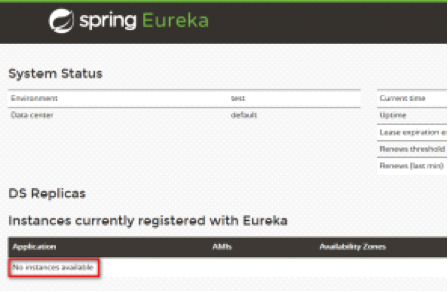 spring Eureka
System Status
Environment test
Data center default
Current time
Uptime
Lease expiration e
Renews threshold
Renews (last min)
DS Replicas
Instances currently registered with Eureka
Application AMIs Availability Zones
No instances available